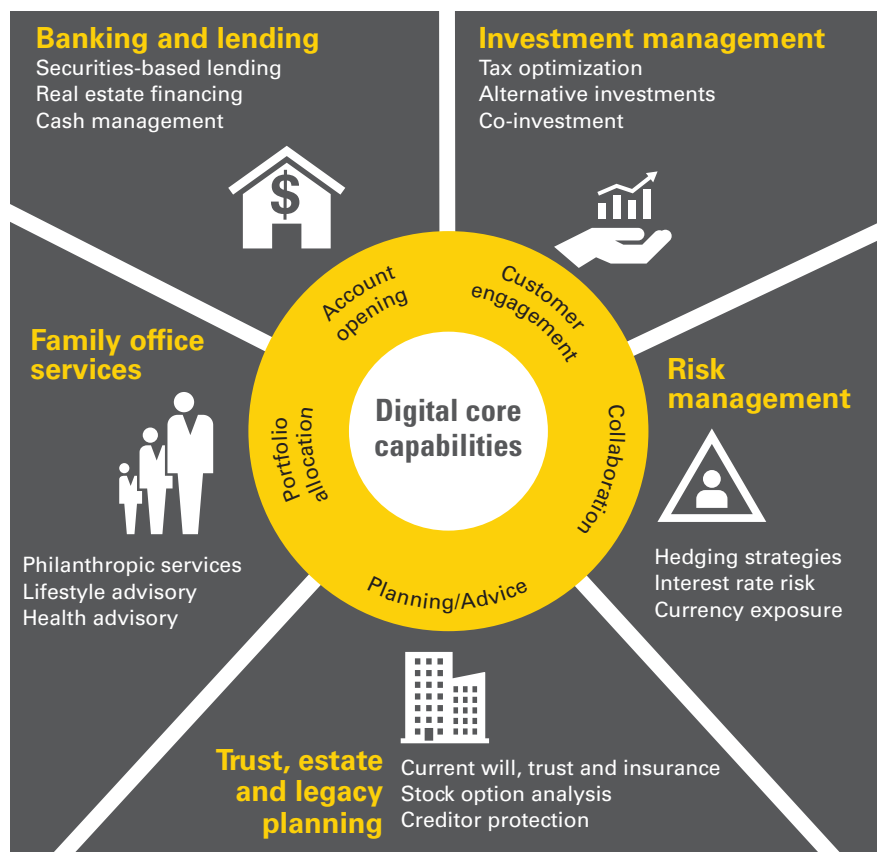 Banking and lending
Securities-based lending
Real estate financing
Cash management
$
Investment management
Tax optimization
Alternative investments
Co-investment
Account
opening
Customer
engagement
Family office
services
Philanthropic services
Lifestyle advisory
Health advisory
Portfolio
allocation
Digital core
capabilities
Collaboration
Risk
management
Hedging strategies
Interest rate risk
Currency exposure
Planning/Advice
Trust, estate
and legacy
planning
Current will, trust and insurance
Stock option analysis
Creditor protection